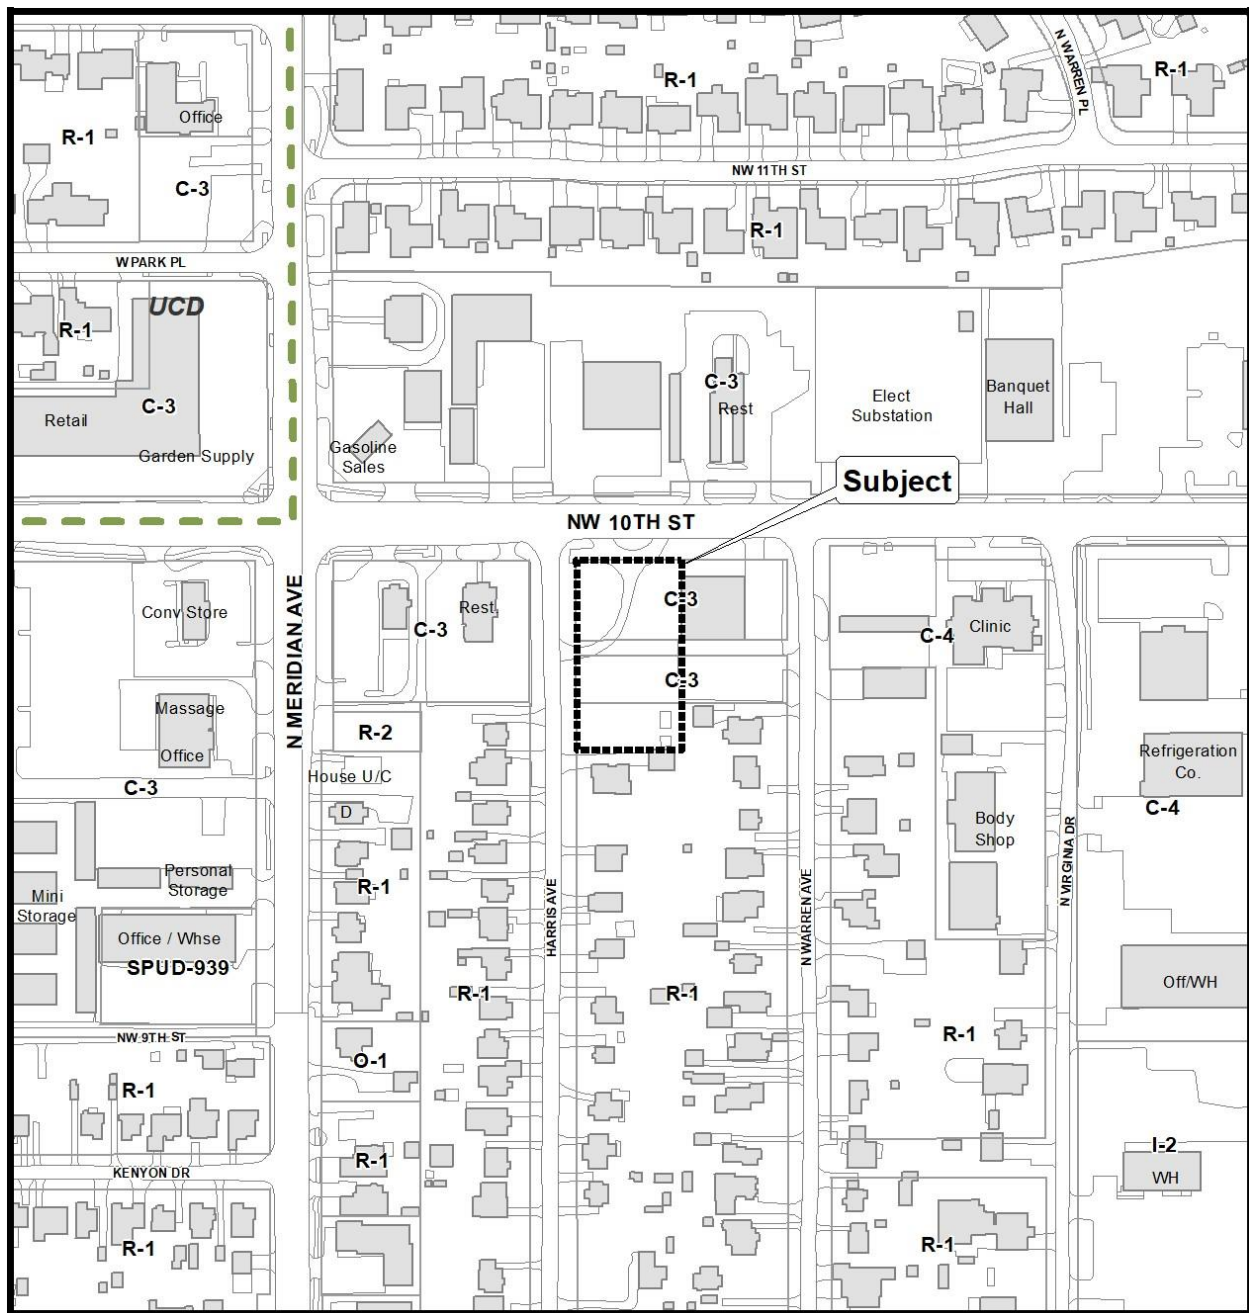 N WARREN PL
R-1
R-1
Office
R-1
NW 11TH ST
C-3
R-1
W PARK PL
UCD
R-1
C-3
C-3
Rest
Elect
Substation
Banquet
Hall
Retail
Garden Supply
Gasoline
Sales
Subject
NW 10TH ST
N MERIDIAN AVE
Conv Store
Rest
C-3
C-3
C-4
Clinic
C-3
Massage
Office
R-2
House U/C
Refrigeration
Co.
C-3
C-4
D
Body
Shop
N VIRGINIA DR
Personal
Storage
Mini
Storage
R-1
HARRIS AVE
N WARREN AVE
Office / Whse
SPUD-939
R-1
R-1
Off/WH
NW 9TH ST
R-1
O-1
R-1
R-1
I-2
WH
KENYON DR
R-1
R-1